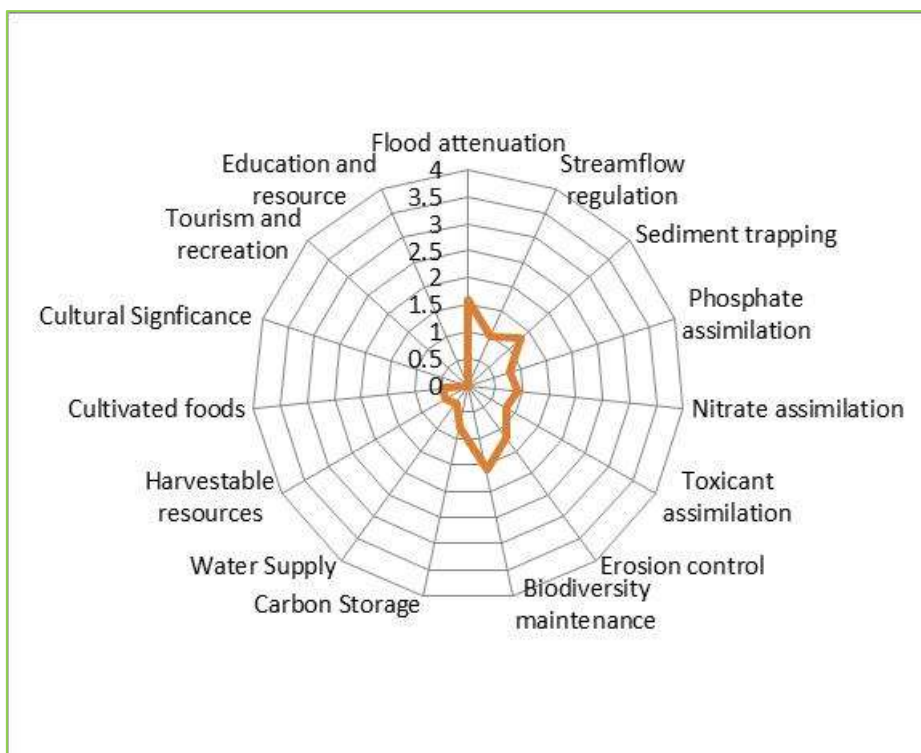 Flood attenuation
Streamflow
regulation
Sediment trapping
Phosphate
assimilation
Nitrate assimilation
Toxicant
assimilation
Erosion control
Biodiversity
maintenance
Carbon Storage
Water Supply
Harvestable
resources
Cultivated foods
Cultural Signficance
Tourism and
recreation
Education and
resource
4
3.5
3
2.5
2
1.5
1
0.5
0